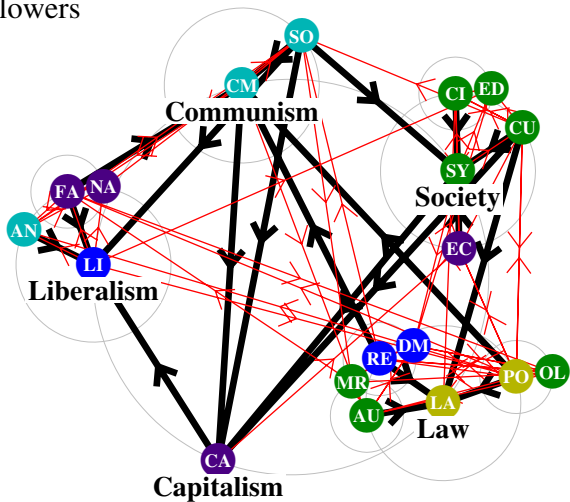 lowers
SO
CM
Communism
CI
ED
CU
SY
Society
FA
NA
AN
LI
Liberalism
EC
RE
DM
MR
PO
OL
AU
LA
Law
CA
Capitalism